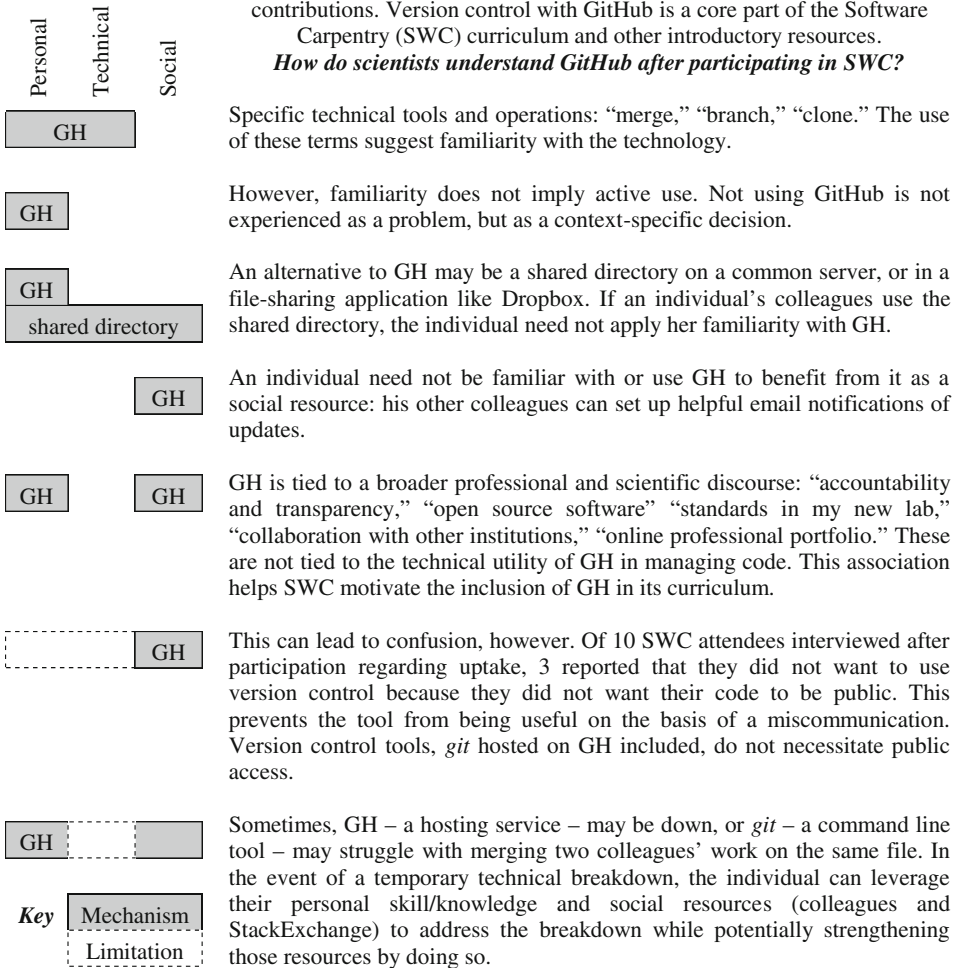 contributions. Version control with GitHub is a core part of the Software
Carpentry (SWC) curriculum and other introductory resources.
How do scientists understand GitHub after participating in SWC?
Personal
Technical
Social
GH
Specific technical tools and operations: “merge,” “branch,” “clone.” The use
of these terms suggest familiarity with the technology.
GH
However, familiarity does not imply active use. Not using GitHub is not
experienced as a problem, but as a context-specific decision.
GH
shared directory
An alternative to GH may be a shared directory on a common server, or in a
file-sharing application like Dropbox. If an individual’s colleagues use the
shared directory, the individual need not apply her familiarity with GH.
GH
An individual need not be familiar with or use GH to benefit from it as a
social resource: his other colleagues can set up helpful email notifications of
updates.
GH
GH
GH is tied to a broader professional and scientific discourse: “accountability
and transparency,” “open source software” “standards in my new lab,”
“collaboration with other institutions,” “online professional portfolio.” These
are not tied to the technical utility of GH in managing code. This association
helps SWC motivate the inclusion of GH in its curriculum.
GH
This can lead to confusion, however. Of 10 SWC attendees interviewed after
participation regarding uptake, 3 reported that they did not want to use
version control because they did not want their code to be public. This
prevents the tool from being useful on the basis of a miscommunication.
Version control tools, git hosted on GH included, do not necessitate public
access.
GH
Sometimes, GH – a hosting service – may be down, or git – a command line
tool – may struggle with merging two colleagues’ work on the same file. In
the event of a temporary technical breakdown, the individual can leverage
their personal skill/knowledge and social resources (colleagues and
StackExchange) to address the breakdown while potentially strengthening
those resources by doing so.
Key
Mechanism
Limitation